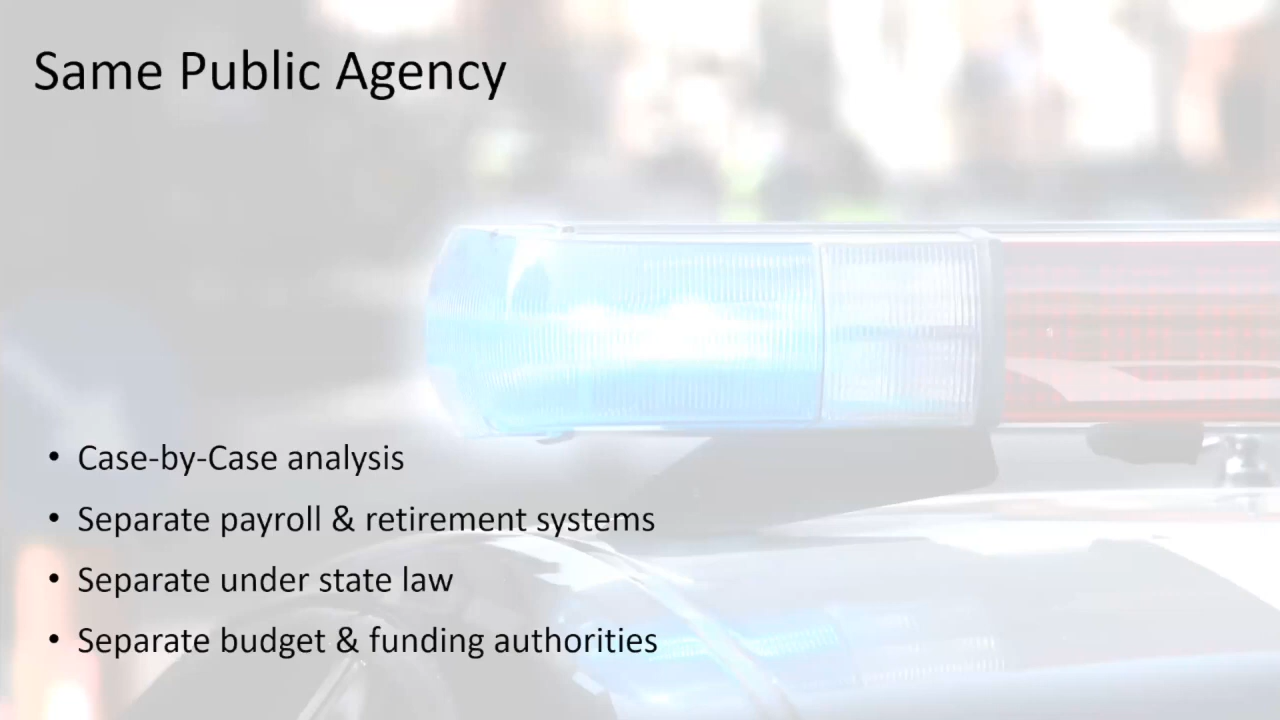 Same Public Agency
• Case-by-Case analysis
• Separate payroll & retirement systems
• Separate under state law
• Separate budget & funding authorities